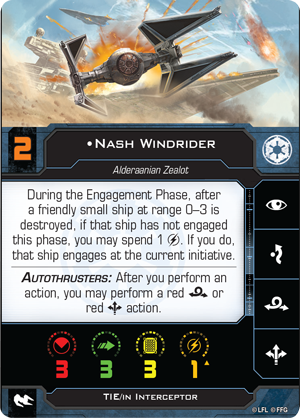 •Nash Windrider
2
Alderaanian Zealot
During the Engagement Phase, after
a friendly small ship at range 0–3 is
destroyed, if that ship has not engaged
this phase, you may spend 1 . If you do,
that ship engages at the current initiative.
Autothrusters: After you perform an
action, you may perform a red or
red action.
3 3 3 1
TIE/in Interceptor
©LFL ©FFG